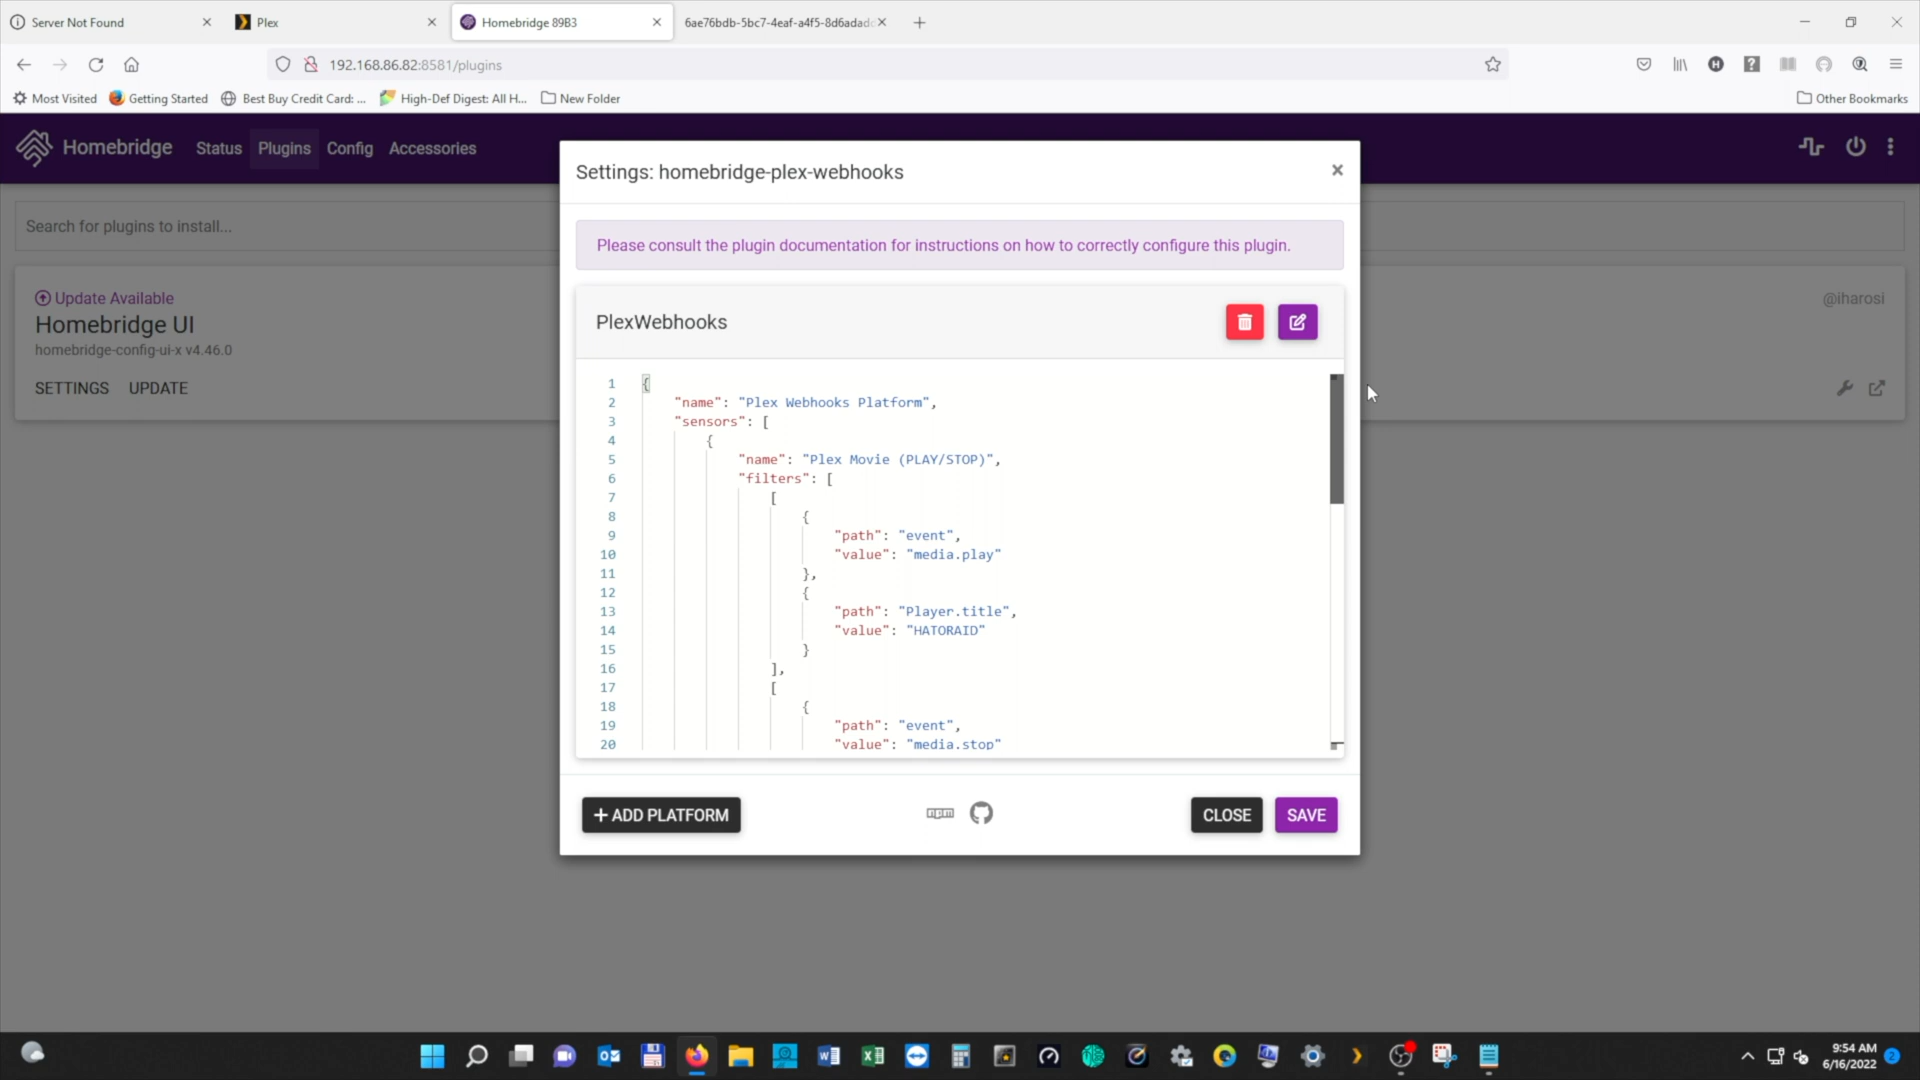 Server Not Found
Plex
Homebridge 89B3
6ae76bdb-5bc7-4eaf-a4f5-8d6adadc
192.168.86.82:8581/plugins
Most Visited
Getting Started
Best Buy Credit Card: ...
High-Def Digest: All H...
New Folder
Other Bookmarks
Homebridge
Status
Plugins
Config
Accessories
Search for plugins to install...
Update Available
Homebridge UI
homebridge-config-ui-x v4.46.0
SETTINGS
UPDATE
@iharosi
Settings: homebridge-plex-webhooks
Please consult the plugin documentation for instructions on how to correctly configure this plugin.
PlexWebhooks
1 {
2 "name": "Plex Webhooks Platform",
3 "sensors": [
4 {
5 "name": "Plex Movie (PLAY/STOP)",
6 "filters": [
7 [
8 {
9 "path": "event",
10 "value": "media.play"
11 },
12 {
13 "path": "Player.title",
14 "value": "HATORAID"
15 }
16 ],
17 [
18 {
19 "path": "event",
20 "value": "media.stop"
+ ADD PLATFORM
npm
CLOSE
SAVE
9:54 AM
6/16/2022
2